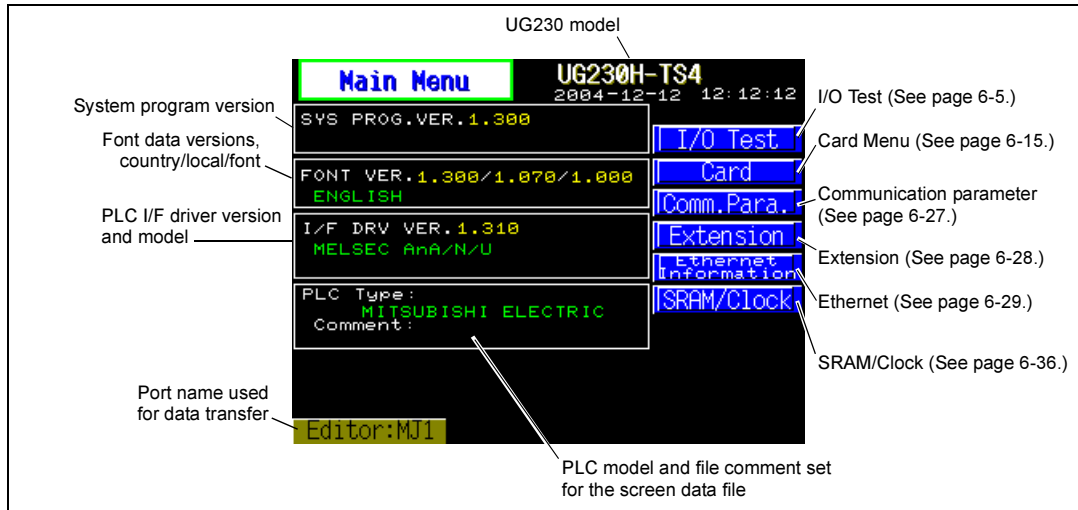 UG230 model
Main Menu
UG230H-TS4
2004-12-12 12:12:12
System program version
SYS PROG.VER.1.300
Font data versions,
country/local/font
FONT VER.1.300/1.070/1.000
ENGLISH
PLC I/F driver version
and model
I/F DRV VER.1.310
MELSEC AnA/N/U
PLC Type:
MITSUBISHI ELECTRIC
Comment:
Port name used
for data transfer
Editor:MJ1
I/O Test
Card
Comm.Para.
Extension
Ethernet
Information
SRAM/Clock
I/O Test (See page 6-5.)
Card Menu (See page 6-15.)
Communication parameter
(See page 6-27.)
Extension (See page 6-28.)
Ethernet (See page 6-29.)
SRAM/Clock (See page 6-36.)
PLC model and file comment set
for the screen data file